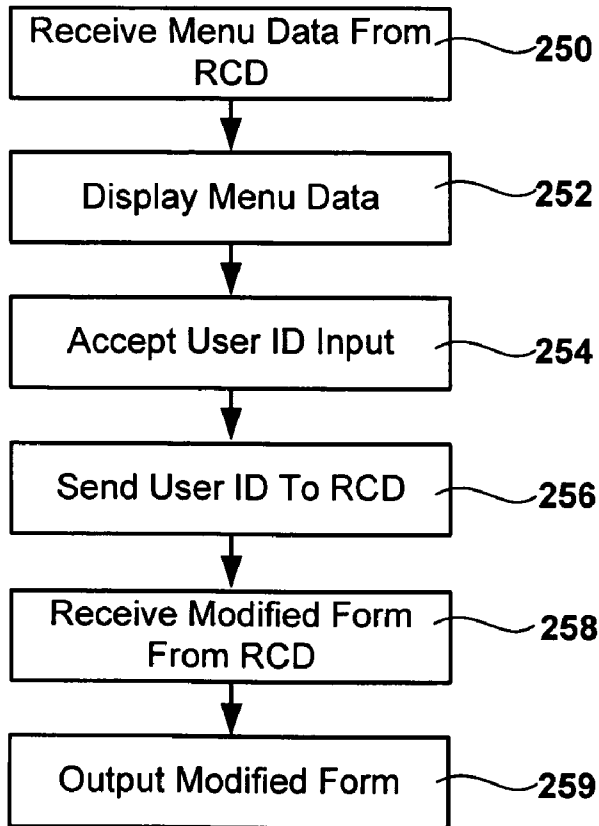 Receive Menu Data From
RCD
250
Display Menu Data
252
Accept User ID Input
254
Send User ID To RCD
256
Receive Modified Form
From RCD
258
Output Modified Form
259